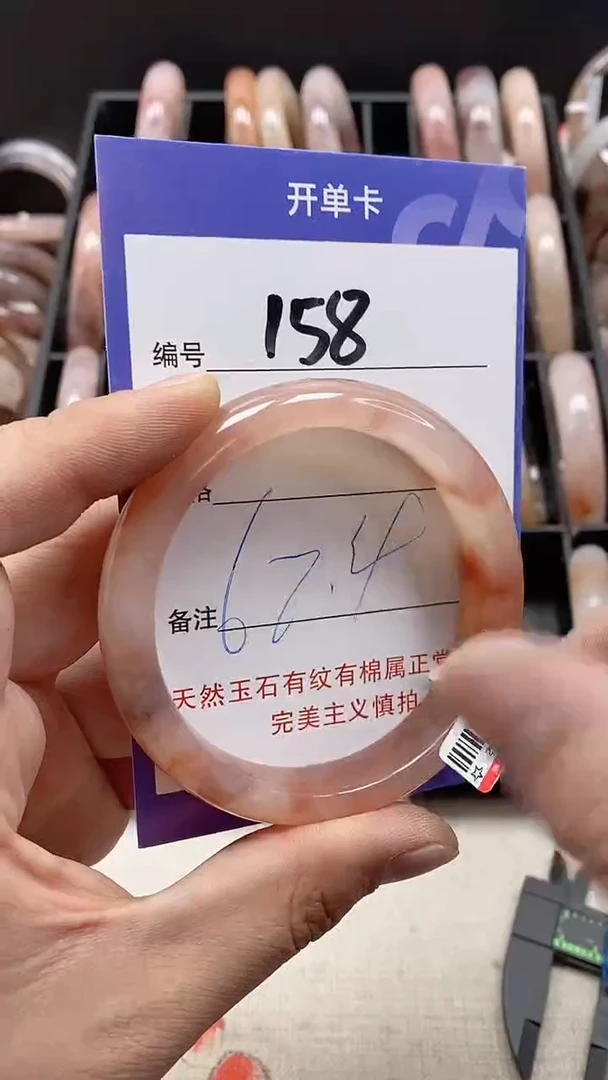 开单卡
编号 158
67.4
备注
天然玉石有纹有棉属正常
完美主义慎拍